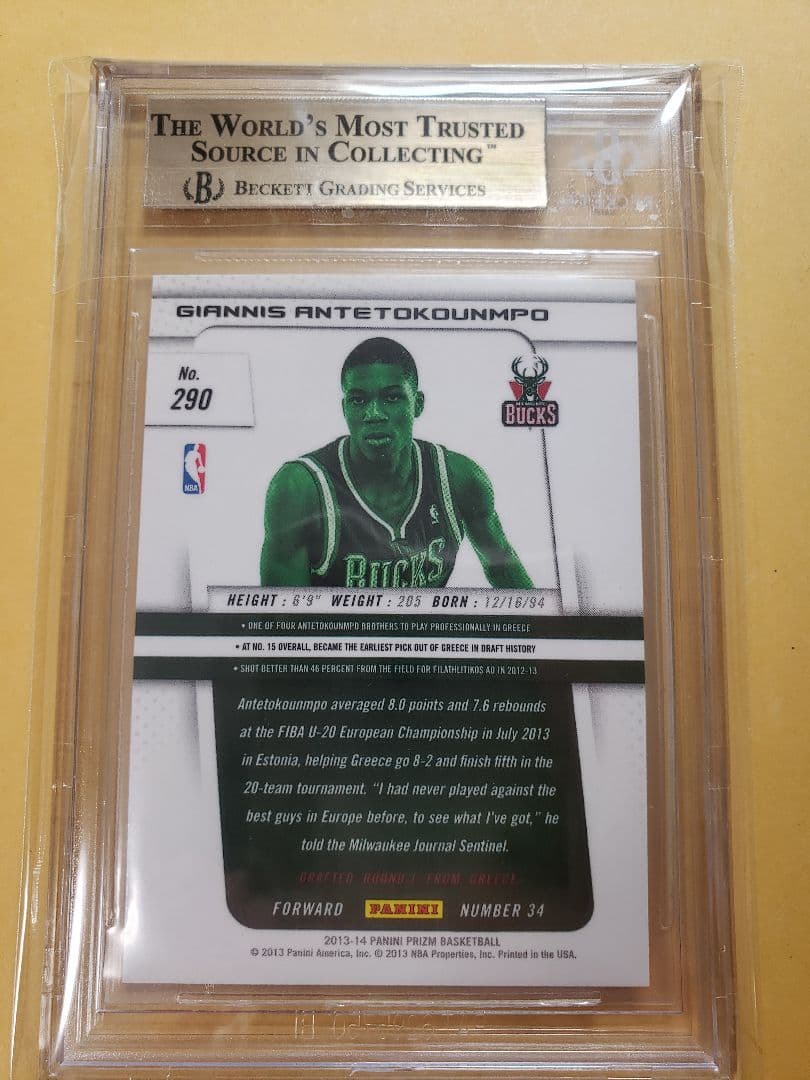 THE WORLD'S MOST TRUSTED
SOURCE IN COLLECTING™
B BECKETT GRADING SERVICES
GIANNIS ANTETOKOUNMPO
No.
290
BUCKS
NBA
BUCKS
HEIGHT : 6'9" WEIGHT : 205 BORN : 12/16/94
• ONE OF FOUR ANTETOKOUNMPO BROTHERS TO PLAY PROFESSIONALLY IN GREECE
• AT NO. 15 OVERALL, BECAME THE EARLIEST PICK OUT OF GREECE IN DRAFT HISTORY
• SHOT BETTER THAN 46 PERCENT FROM THE FIELD FOR FILATHLITIKOS AO IN 2012-13
Antetokounmpo averaged 8.0 points and 7.6 rebounds
at the FIBA U-20 European Championship in July 2013
in Estonia, helping Greece go 8-2 and finish fifth in the
20-team tournament. "I had never played against the
best guys in Europe before, to see what I've got," he
told the Milwaukee Journal Sentinel.
DRAFTED ROUND 1 FROM GREECE
FORWARD PANINI NUMBER 34
2013-14 PANINI PRIZM BASKETBALL
© 2013 Panini America, Inc. © 2013 NBA Properties, Inc. Printed in the USA.